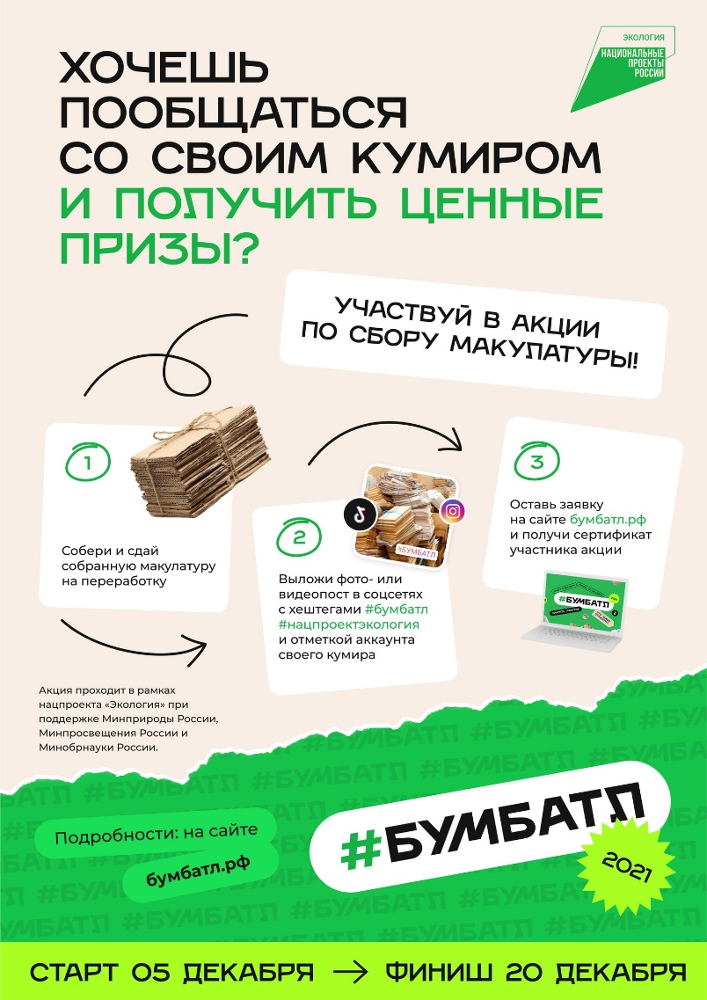 ЭКОЛОГИЯ
НАЦИОНАЛЬНЫЕ
ПРОЕКТЫ
РОССИИ
ХОЧЕШЬ
ПООБЩАТЬСЯ
СО СВОИМ КУМИРОМ
И ПОЛУЧИТЬ ЦЕННЫЕ
ПРИЗЫ?
УЧАСТВУЙ В АКЦИИ
ПО СБОРУ МАКУЛАТУРЫ!
1
Собери и сдай
собранную макулатуру
на переработку
2
#БУМБАТЛ
Выложи фото- или
видеопост в соцсетях
с хештегами #бумбатл
#нацпроектэкология
и отметкой аккаунта
своего кумира
3
Оставь заявку
на сайте бумбатл.рф
и получи сертификат
участника акции
#БУМБАТЛ
Акция проходит в рамках
нацпроекта «Экология» при
поддержке Минприроды России,
Минпросвещения России и
Минобрнауки России.
Подробности: на сайте
бумбатл.рф
#БУМБАТЛ
2021
СТАРТ 05 ДЕКАБРЯ → ФИНИШ 20 ДЕКАБРЯ